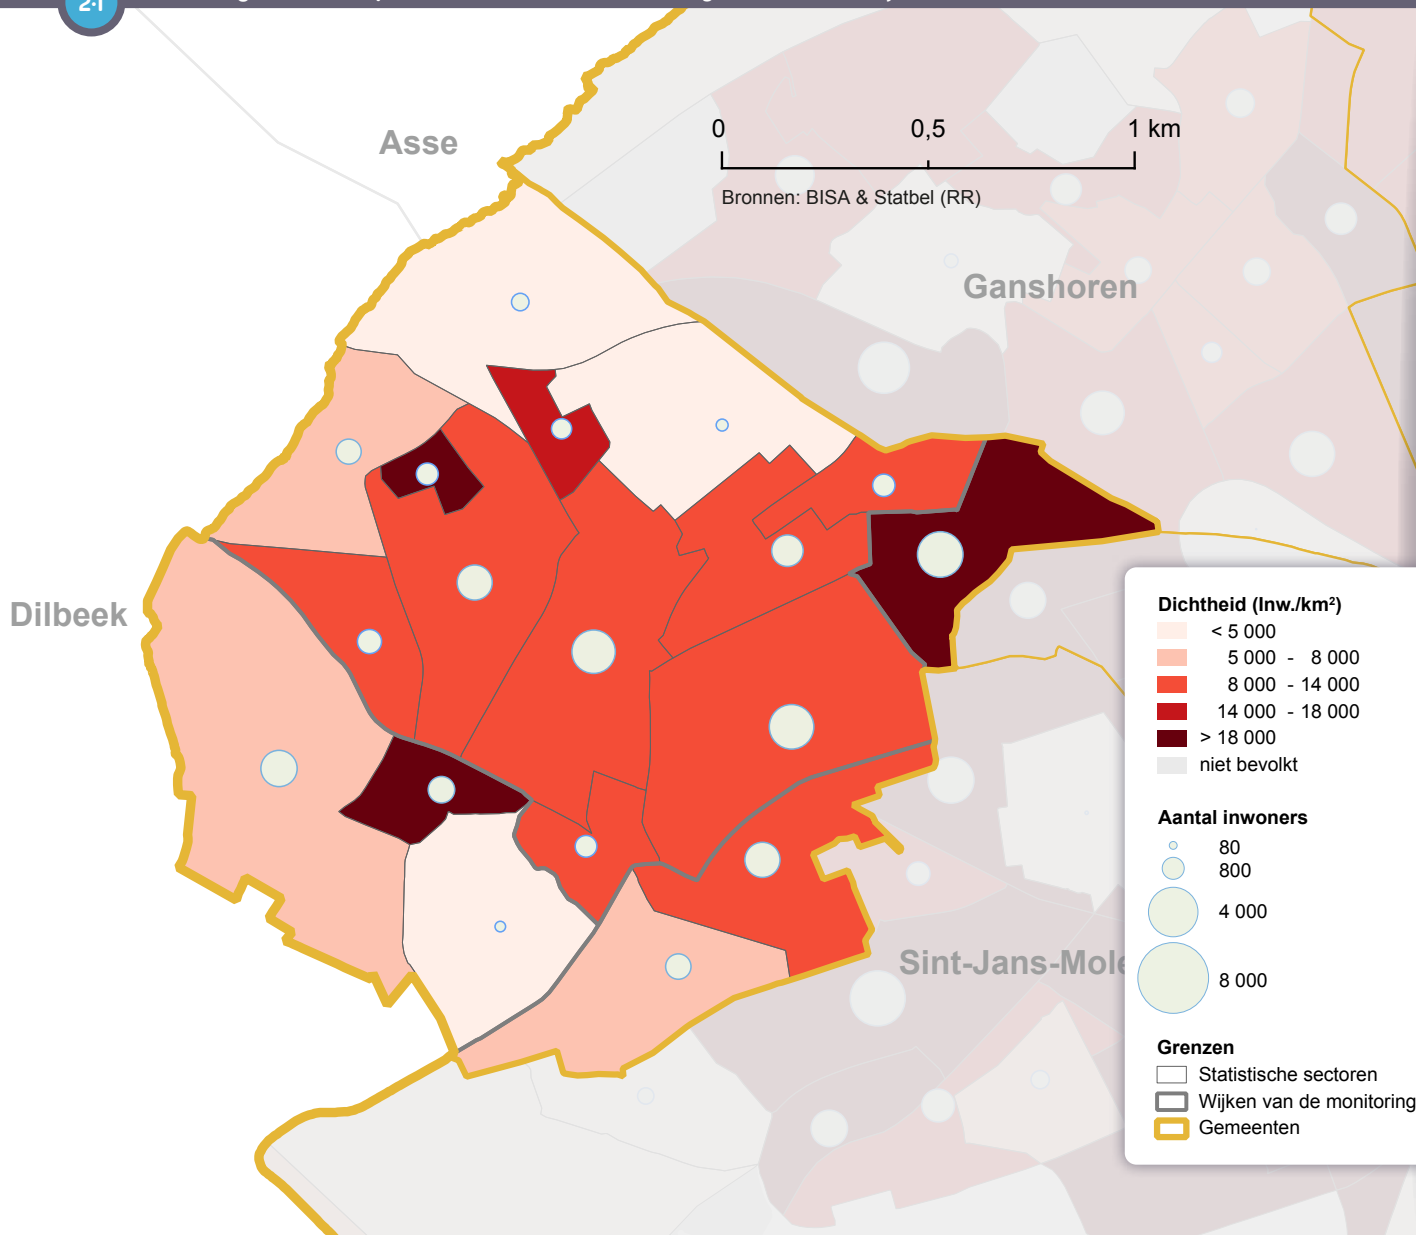 2.1
Asse
0 0,5 1 km
Bronnen: BISA & Statbel (RR)
Ganshoren
Dilbeek
Sint-Jans-Mole
Dichtheid (Inw./km²)
< 5 000
5 000 - 8 000
8 000 - 14 000
14 000 - 18 000
> 18 000
niet bevolkt
Aantal inwoners
80
800
4 000
8 000
Grenzen
Statistische sectoren
Wijken van de monitoring
Gemeenten